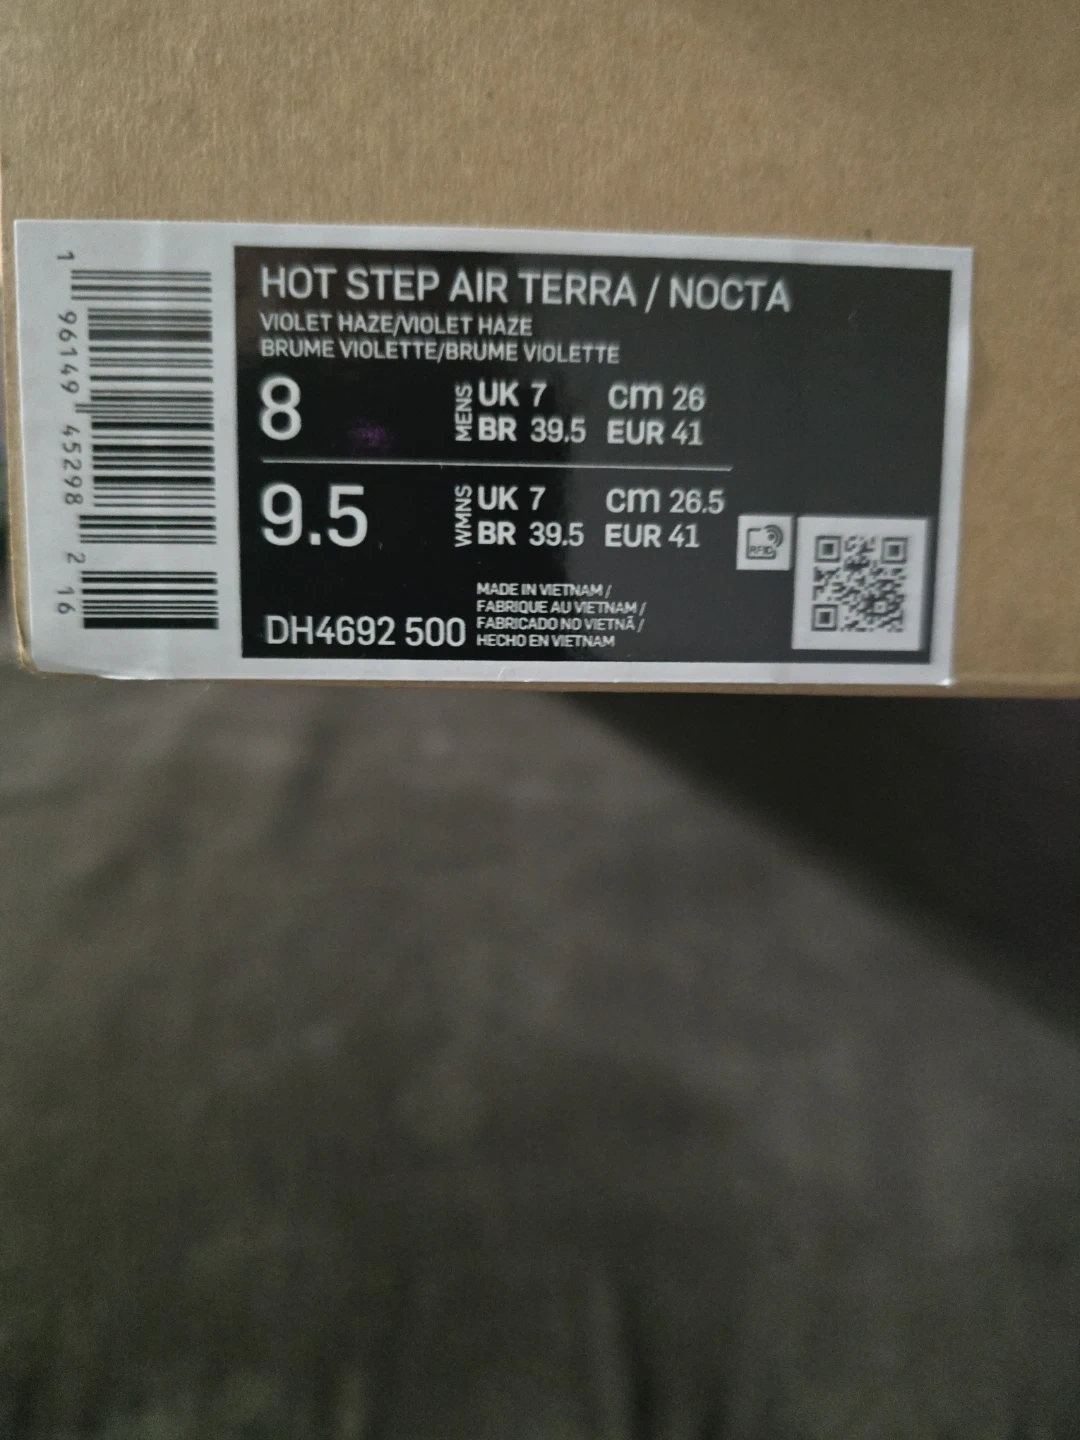 1 96149 45298 2 16
HOT STEP AIR TERRA / NOCTA
VIOLET HAZE/VIOLET HAZE
BRUME VIOLETTE/BRUME VIOLETTE
8 MENS UK 7 cm 26
BR 39.5 EUR 41
9.5 WMNS UK 7 cm 26.5
BR 39.5 EUR 41
RFID
MADE IN VIETNAM /
FABRIQUE AU VIETNAM /
FABRICADO NO VIETNÃ /
HECHO EN VIETNAM
DH4692 500